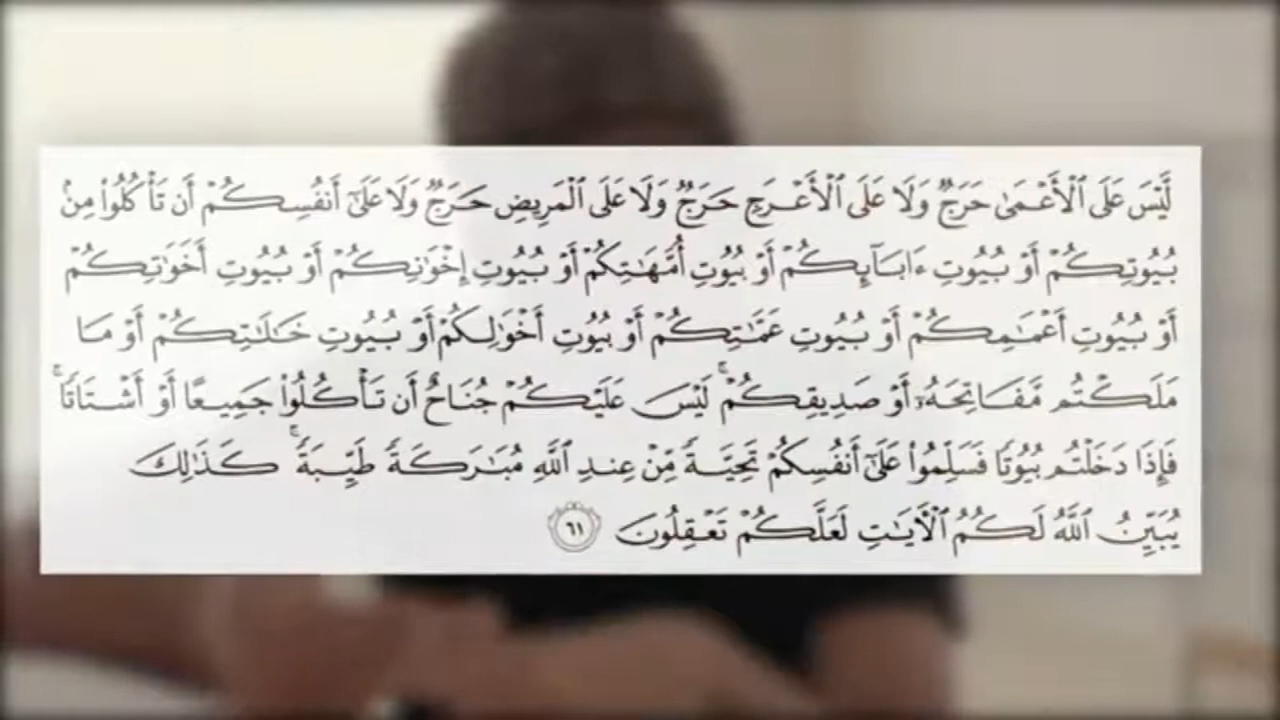 لَّيْسَ عَلَى ٱلْأَعْمَىٰ حَرَجٌ وَلَا عَلَى ٱلْأَعْرَجِ حَرَجٌ وَلَا عَلَى ٱلْمَرِيضِ حَرَجٌ وَلَا عَلَىٰٓ أَنفُسِكُمْ أَن تَأْكُلُوا۟ مِنۢ
بُيُوتِكُمْ أَوْ بُيُوتِ ءَابَآئِكُمْ أَوْ بُيُوتِ أُمَّهَـٰتِكُمْ أَوْ بُيُوتِ إِخْوَٰنِكُمْ أَوْ بُيُوتِ أَخَوَٰتِكُمْ
أَوْ بُيُوتِ أَعْمَـٰمِكُمْ أَوْ بُيُوتِ عَمَّـٰتِكُمْ أَوْ بُيُوتِ أَخْوَٰلِكُمْ أَوْ بُيُوتِ خَـٰلَـٰتِكُمْ أَوْ مَا
مَلَكْتُم مَّفَاتِحَهُۥٓ أَوْ صَدِيقِكُمْ ۚ لَيْسَ عَلَيْكُمْ جُنَاحٌ أَن تَأْكُلُوا۟ جَمِيعًا أَوْ أَشْتَاتًا ۚ
فَإِذَا دَخَلْتُم بُيُوتًا فَسَلِّمُوا۟ عَلَىٰٓ أَنفُسِكُمْ تَحِيَّةً مِّنْ عِندِ ٱللَّهِ مُبَـٰرَكَةً طَيِّبَةً ۚ كَذَٰلِكَ
يُبَيِّنُ ٱللَّهُ لَكُمُ ٱلْـَٔايَـٰتِ لَعَلَّكُمْ تَعْقِلُونَ ٦١